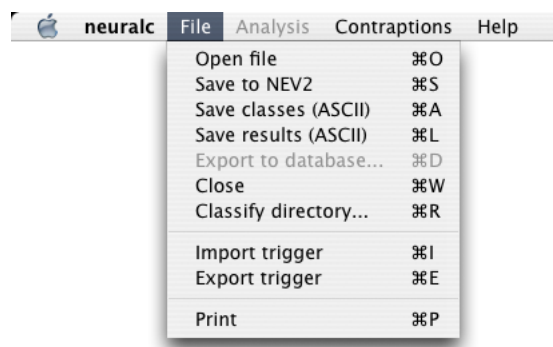 neuralc File Analysis Contraptions Help
Open file ⌘O
Save to NEV2 ⌘S
Save classes (ASCII) ⌘A
Save results (ASCII) ⌘L
Export to database... ⌘D
Close ⌘W
Classify directory... ⌘R
Import trigger ⌘I
Export trigger ⌘E
Print ⌘P